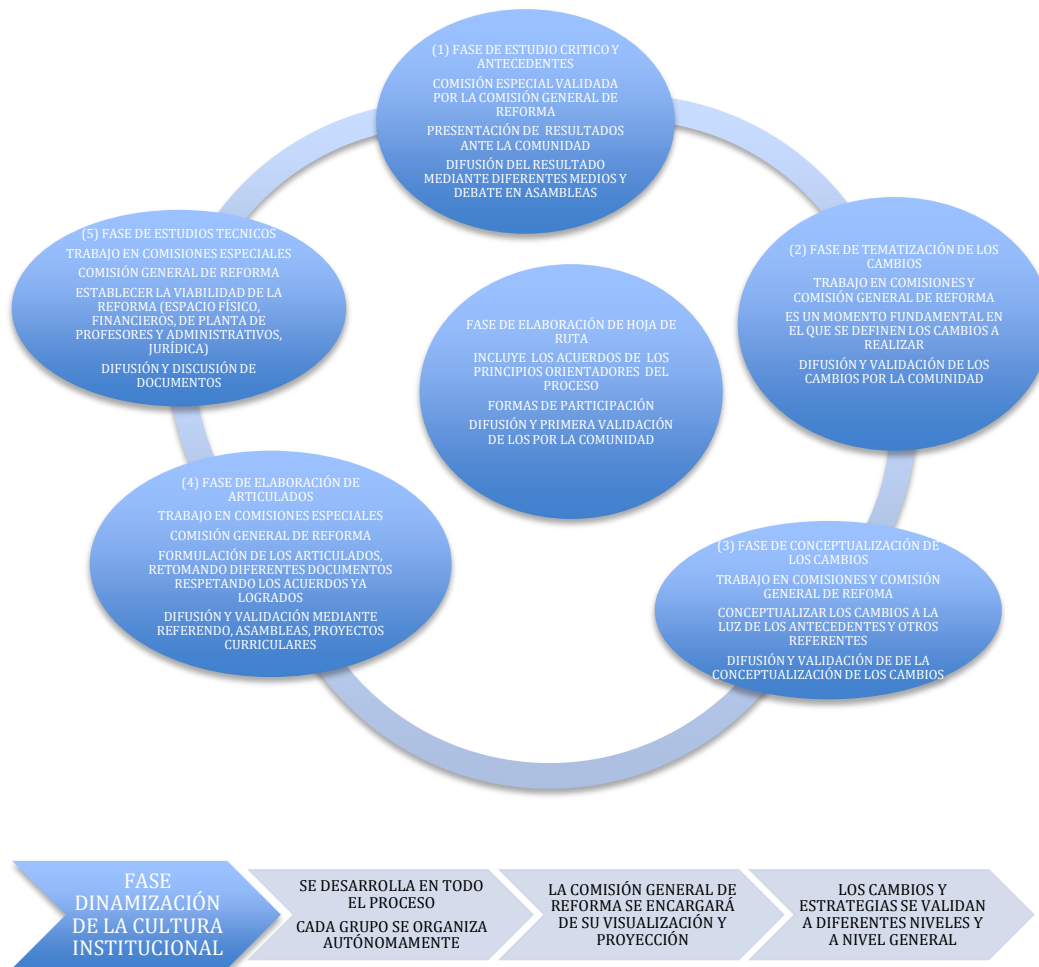 (1) FASE DE ESTUDIO CRITICO Y
ANTECEDENTES
COMISIÓN ESPECIAL VALIDADA
POR LA COMISIÓN GENERAL DE
REFORMA
PRESENTACIÓN DE RESULTADOS
ANTE LA COMUNIDAD
DIFUSIÓN DEL RESULTADO
MEDIANTE DIFERENTES MEDIOS Y
DEBATE EN ASAMBLEAS
(2) FASE DE TEMATIZACIÓN DE LOS
CAMBIOS
TRABAJO EN COMISIONES Y
COMISIÓN GENERAL DE REFORMA
ES UN MOMENTO FUNDAMENTAL EN
EL QUE SE DEFINEN LOS CAMBIOS A
REALIZAR
DIFUSIÓN Y VALIDACIÓN DE LOS
CAMBIOS POR LA COMUNIDAD
(3) FASE DE CONCEPTUALIZACIÓN DE
LOS CAMBIOS
TRABAJO EN COMISIONES Y COMISIÓN
GENERAL DE REFOMA
CONCEPTUALIZAR LOS CAMBIOS A LA
LUZ DE LOS ANTECEDENTES Y OTROS
REFERENTES
DIFUSIÓN Y VALIDACIÓN DE DE LA
CONCEPTUALIZACIÓN DE LOS CAMBIOS
(4) FASE DE ELABORACIÓN DE
ARTICULADOS
TRABAJO EN COMISIONES ESPECIALES
COMISIÓN GENERAL DE REFORMA
FORMULACIÓN DE LOS ARTICULADOS,
RETOMANDO DIFERENTES DOCUMENTOS
RESPETANDO LOS ACUERDOS YA
LOGRADOS
DIFUSIÓN Y VALIDACIÓN MEDIANTE
REFERENDO, ASAMBLEAS, PROYECTOS
CURRICULARES
(5) FASE DE ESTUDIOS TECNICOS
TRABAJO EN COMISIONES ESPECIALES
COMISIÓN GENERAL DE REFORMA
ESTABLECER LA VIABILIDAD DE LA
REFORMA (ESPACIO FÍSICO,
FINANCIEROS, DE PLANTA DE
PROFESORES Y ADMINISTRATIVOS,
JURÍDICA)
DIFUSIÓN Y DISCUSIÓN DE
DOCUMENTOS
FASE DE ELABORACIÓN DE HOJA DE
RUTA
INCLUYE LOS ACUERDOS DE LOS
PRINCIPIOS ORIENTADORES DEL
PROCESO
FORMAS DE PARTICIPACIÓN
DIFUSIÓN Y PRIMERA VALIDACIÓN
DE LOS POR LA COMUNIDAD
FASE
DINAMIZACIÓN
DE LA CULTURA
INSTITUCIONAL
SE DESARROLLA EN TODO
EL PROCESO
CADA GRUPO SE ORGANIZA
AUTÓNOMAMENTE
LA COMISIÓN GENERAL DE
REFORMA SE ENCARGARÁ
DE SU VISUALIZACIÓN Y
PROYECCIÓN
LOS CAMBIOS Y
ESTRATEGIAS SE VALIDAN
A DIFERENTES NIVELES Y
A NIVEL GENERAL